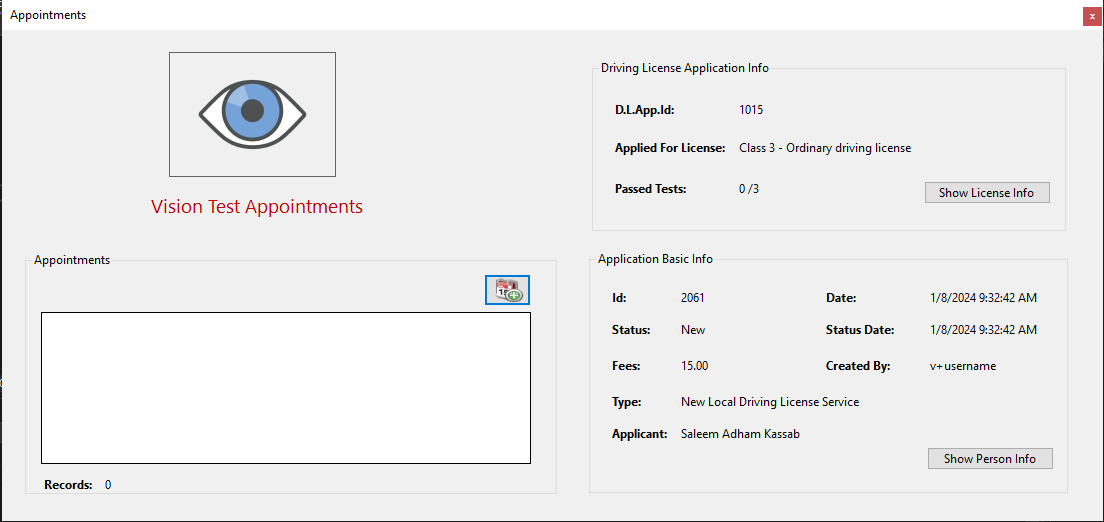 Appointments
x
Vision Test Appointments
Driving License Application Info
D.L.App.Id: 1015
Applied For License: Class 3 - Ordinary driving license
Passed Tests: 0 /3
Show License Info
Appointments
Records: 0
Application Basic Info
Id: 2061 Date: 1/8/2024 9:32:42 AM
Status: New Status Date: 1/8/2024 9:32:42 AM
Fees: 15.00 Created By: v+username
Type: New Local Driving License Service
Applicant: Saleem Adham Kassab
Show Person Info